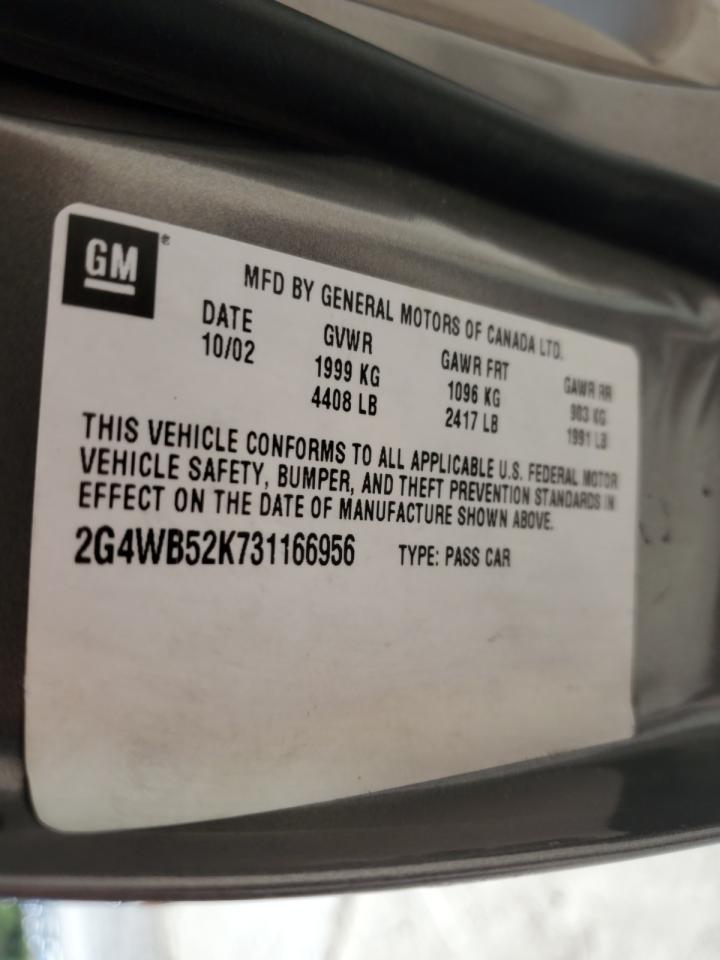 GM®
MFD BY GENERAL MOTORS OF CANADA LTD.
DATE GVWR GAWR FRT GAWR RR
10/02 1999 KG 1096 KG 903 KG
4408 LB 2417 LB 1991 LB
THIS VEHICLE CONFORMS TO ALL APPLICABLE U.S. FEDERAL MOTOR
VEHICLE SAFETY, BUMPER, AND THEFT PREVENTION STANDARDS IN
EFFECT ON THE DATE OF MANUFACTURE SHOWN ABOVE.
2G4WB52K731166956 TYPE: PASS CAR